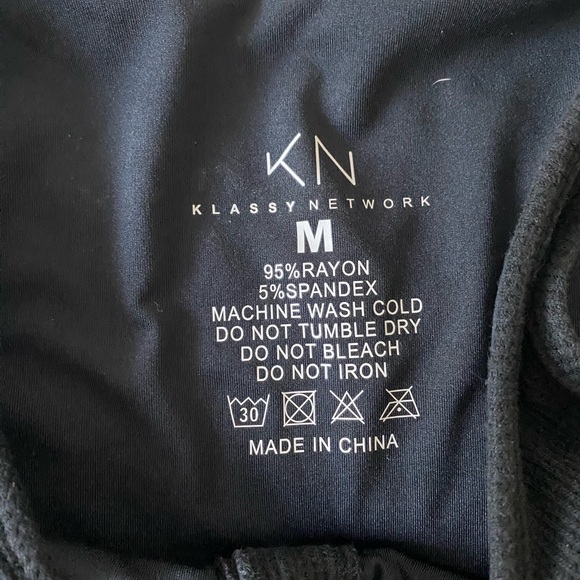 KN
KLASSY NETWORK
M
95%RAYON
5%SPANDEX
MACHINE WASH COLD
DO NOT TUMBLE DRY
DO NOT BLEACH
DO NOT IRON
30
MADE IN CHINA